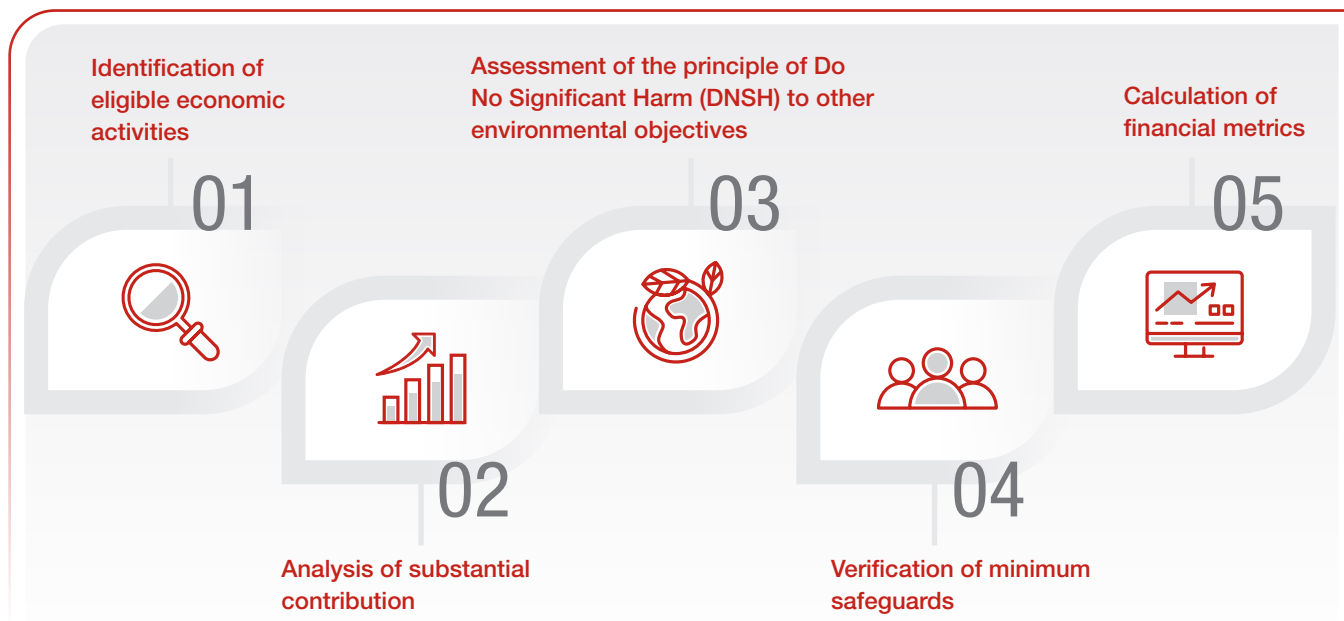 Identification of
eligible economic
activities
01
02
Analysis of substantial
contribution
Assessment of the principle of Do
No Significant Harm (DNSH) to other
environmental objectives
03
04
Verification of minimum
safeguards
Calculation of
financial metrics
05